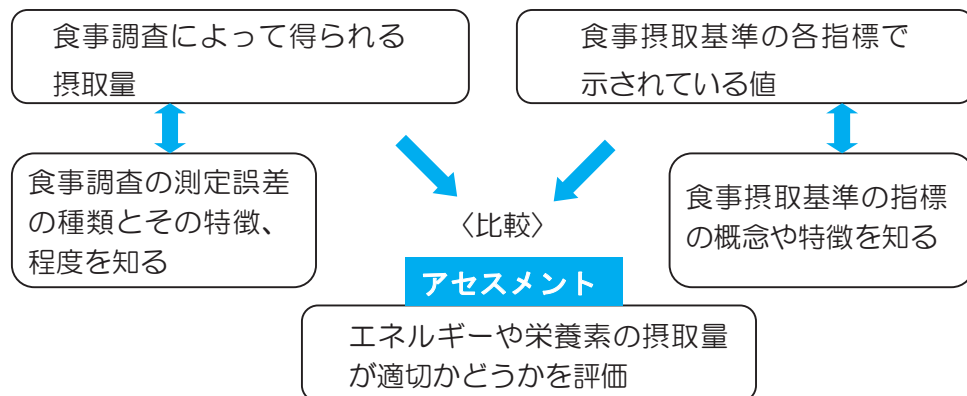 食事調査によって得られる
摂取量
食事摂取基準の各指標で
示されている値
食事調査の測定誤差
の種類とその特徴、
程度を知る
食事摂取基準の指標
の概念や特徴を知る
〈比較〉
アセスメント
エネルギーや栄養素の摂取量
が適切かどうかを評価